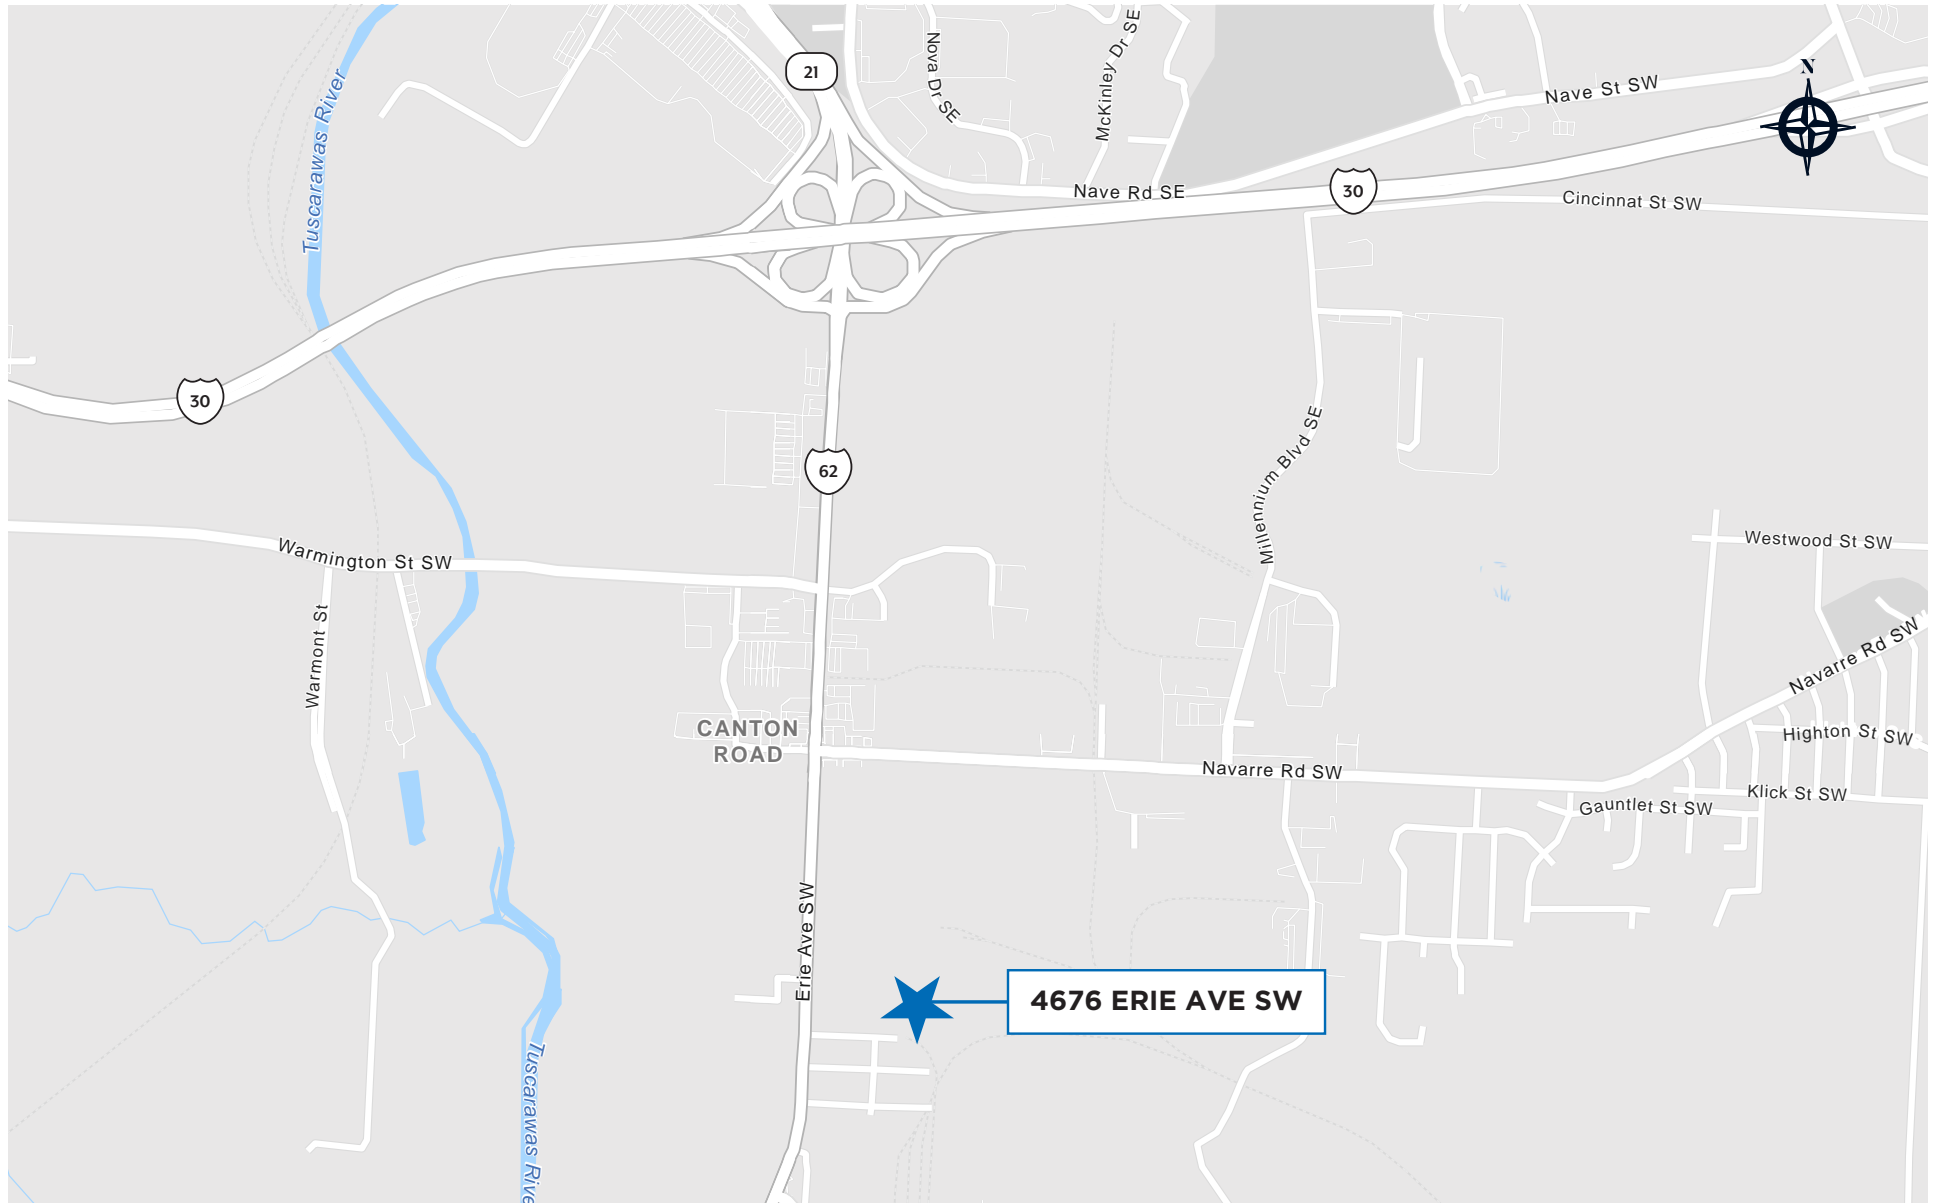 21
Nova Dr SE
McKinley Dr SE
N
Nave St SW
Tuscarawas River
Nave Rd SE
30
Cincinnat St SW
30
62
Millennium Blvd SE
Warmington St SW
Westwood St SW
Warmont St
Navarre Rd SW
CANTON
ROAD
Highton St SW
Navarre Rd SW
Klick St SW
Gauntlet St SW
Erie Ave SW
4676 ERIE AVE SW
Tuscarawas Rive